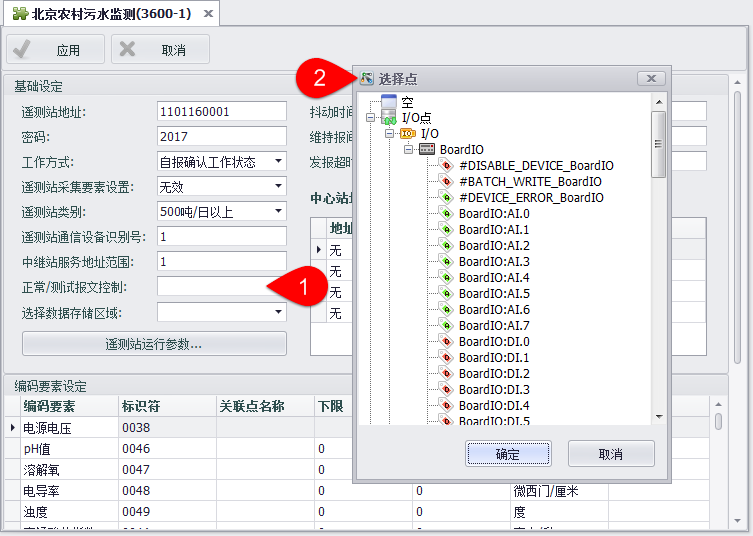 北京农村污水监测(3600-1)
应用
取消
基础设定
遥测站地址:
1101160001
抖动时间
密码:
2017
维持报间
工作方式:
自报确认工作状态
发报超时
遥测站采集要素设置:
无效
遥测站类别:
500吨/日以上
中心站地
遥测站通信设备识别号:
1
地址
中继站服务地址范围:
1
无
正常/测试报文控制:
无
选择数据存储区域:
无
无
遥测站运行参数...
1
2
选择点
空
I/O点
I/O
BoardIO
#DISABLE_DEVICE_BoardIO
#BATCH_WRITE_BoardIO
#DEVICE_ERROR_BoardIO
BoardIO:AI.0
BoardIO:AI.1
BoardIO:AI.2
BoardIO:AI.3
BoardIO:AI.4
BoardIO:AI.5
BoardIO:AI.6
BoardIO:AI.7
BoardIO:DI.0
BoardIO:DI.1
BoardIO:DI.2
BoardIO:DI.3
BoardIO:DI.4
BoardIO:DI.5
确定
取消
编码要素设定
编码要素 标识符 关联点名称 下限
电源电压 0038
pH值 0046 0
溶解氧 0047 0
电导率 0048 0 0 微西门/厘米
浊度 0049 0 0 度